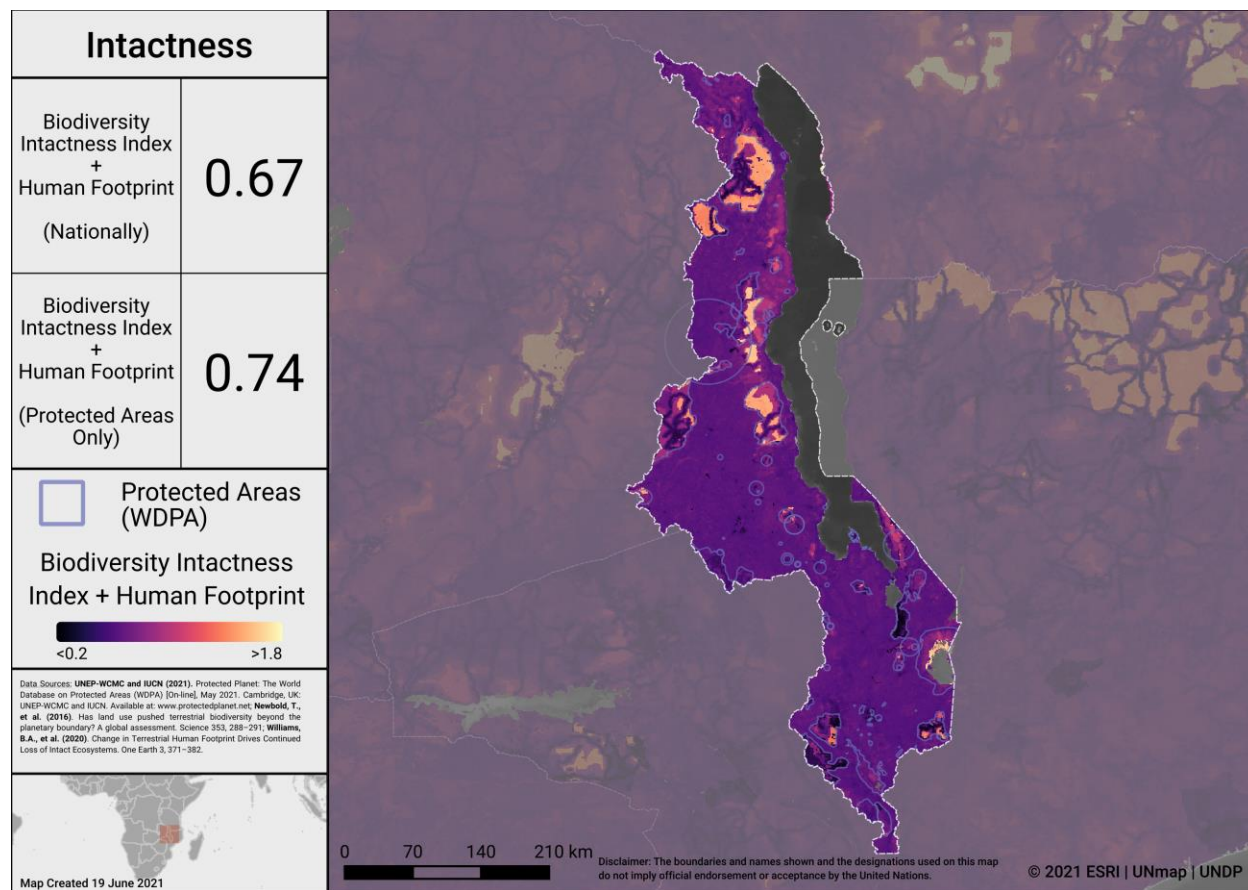 Intactness
Biodiversity
Intactness Index
+
Human Footprint
(Nationally)
0.67
Biodiversity
Intactness Index
+
Human Footprint
(Protected Areas
Only)
0.74
Protected Areas
(WDPA)
Biodiversity Intactness
Index + Human Footprint
<0.2 >1.8
Data Sources: UNEP-WCMC and IUCN (2021). Protected Planet: The World
Database on Protected Areas (WDPA) [On-line], May 2021. Cambridge, UK:
UNEP-WCMC and IUCN. Available at: www.protectedplanet.net; Newbold, T.,
et al. (2016). Has land use pushed terrestrial biodiversity beyond the
planetary boundary? A global assessment. Science 353, 288–291; Williams,
B.A., et al. (2020). Change in Terrestrial Human Footprint Drives Continued
Loss of Intact Ecosystems. One Earth 3, 371–382.
Map Created 19 June 2021
0 70 140 210 km
Disclaimer: The boundaries and names shown and the designations used on this map
do not imply official endorsement or acceptance by the United Nations.
© 2021 ESRI | UNmap | UNDP